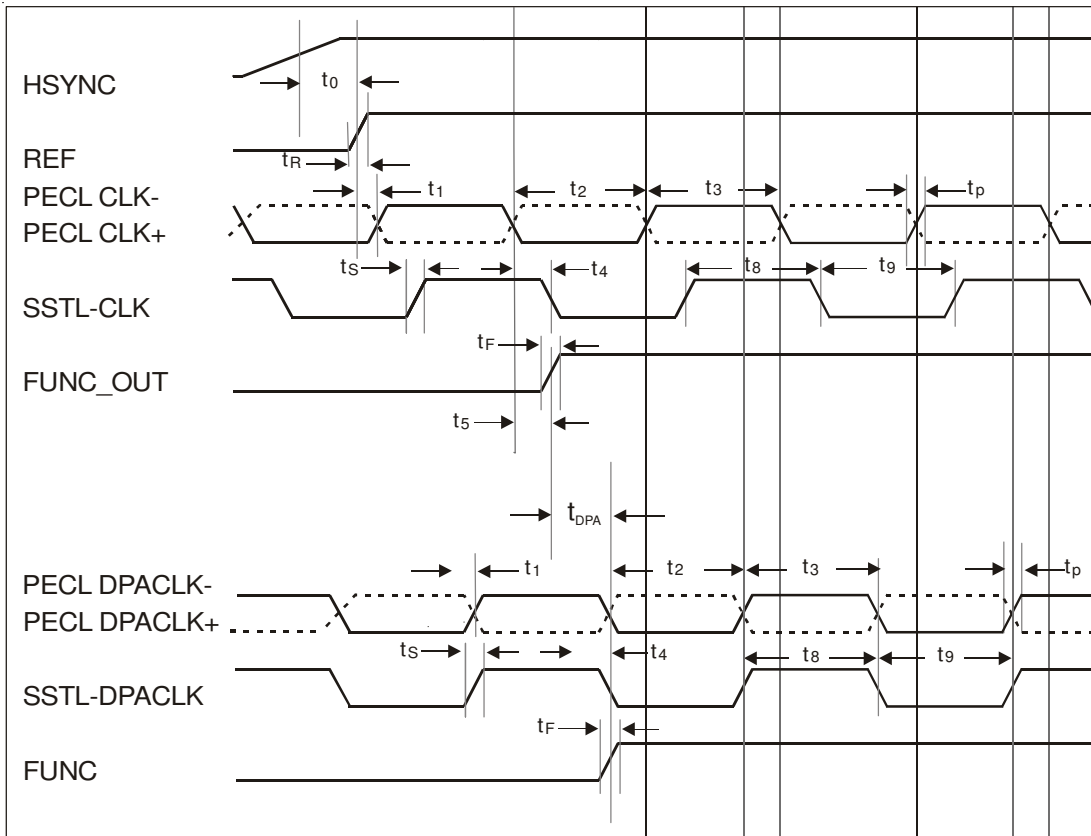 HSYNC
t0
REF
tR
PECL CLK-
t1
t2
t3
tp
PECL CLK+
tS
t4
t8
t9
SSTL-CLK
tF
FUNC_OUT
t5
tDPA
PECL DPACLK-
t1
t2
t3
tp
PECL DPACLK+
tS
t4
t8
t9
SSTL-DPACLK
tF
FUNC